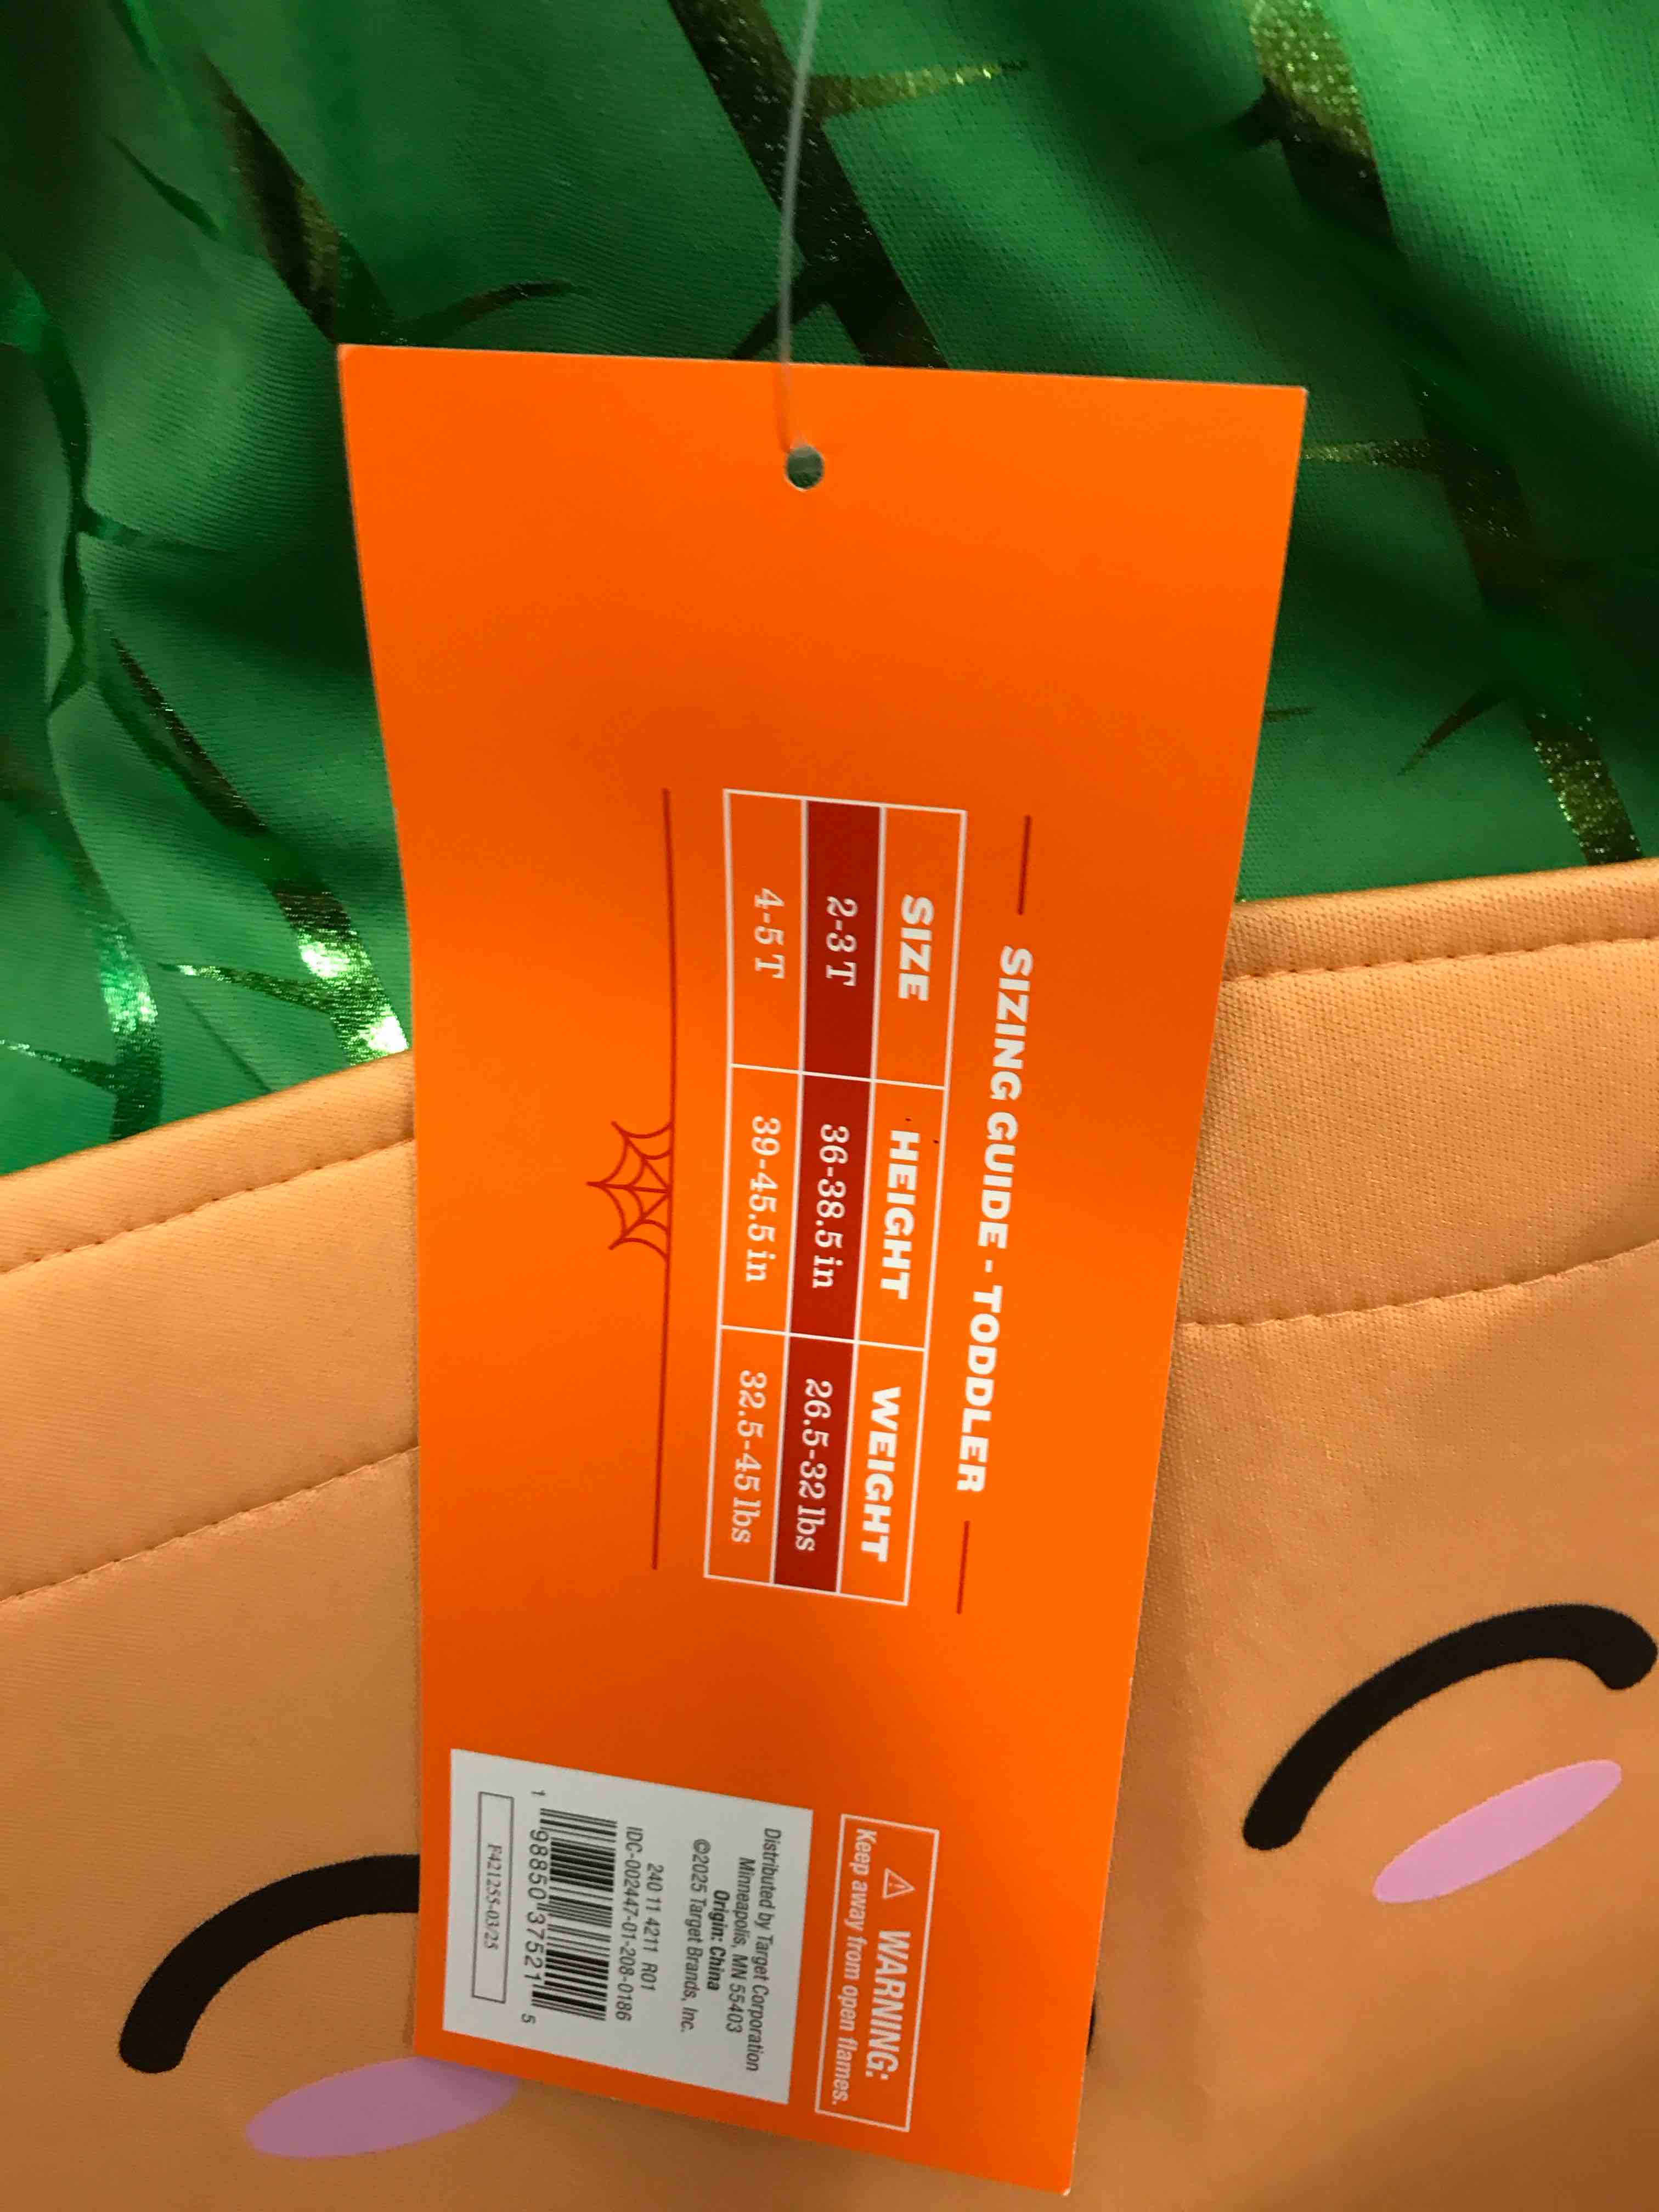 SIZING GUIDE - TODDLER
SIZE HEIGHT WEIGHT
2-3 T 36-38.5 in 26.5-32 lbs
4-5 T 39-45.5 in 32.5-45 lbs
⚠ WARNING:
Keep away from open flames.
Distributed by Target Corporation
Minneapolis, MN 55403
Origin: China
©2025 Target Brands, Inc.
240 11 4211 R01
IDC-002447-01-208-0186
1 98850 37521 5
F421255-03/25